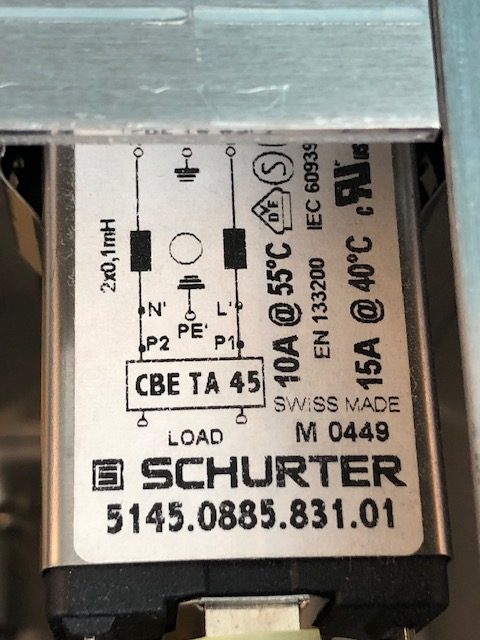 2x0,1mH
N'
L'
PE'
P2
P1
CBE TA 45
LOAD
10A @ 55°C
EN 133200
IEC 60939
15A @ 40°C
SWISS MADE
M 0449
SCHURTER
5145.0885.831.01